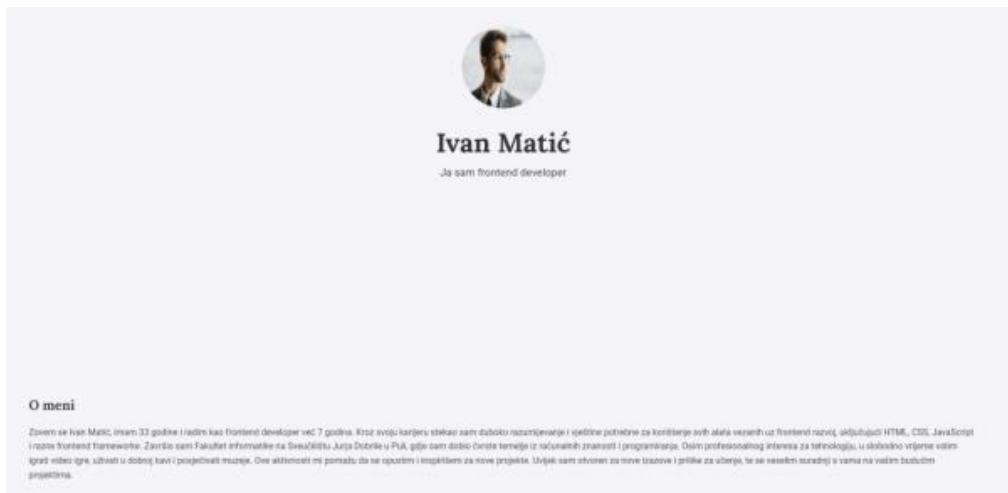 Ivan Matić
Ja sam frontend developer
O meni
Zovem se Ivan Matić, imam 33 godine i radim kao frontend developer već 7 godina. Kroz svoju karijeru stekao sam duboko razumijevanje i vještine potrebne za korištenje svih alata vezanih uz frontend razvoj, uključujući HTML, CSS, JavaScript
i razne frontend frameworke. Završio sam Fakultet informatike na Sveučilištu Jurja Dobrile u Puli, gdje sam dobio čvrste temelje iz računalnih znanosti i programiranja. Osim profesionalnog interesa za tehnologiju, u slobodno vrijeme volim
igrati video igre, uživati u dobroj kavi i posjećivati muzeje. Ove aktivnosti mi pomažu da se opustim i inspiriram za nove projekte. Uvijek sam otvoren za nove izazove i prilike za učenje, te se veselim suradnji s vama na vašim budućim
projektima.